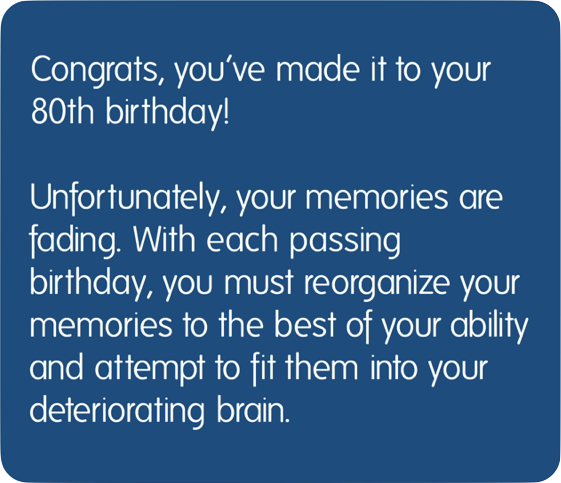 Congrats, you've made it to your
80th birthday!
Unfortunately, your memories are
fading. With each passing
birthday, you must reorganize your
memories to the best of your ability
and attempt to fit them into your
deteriorating brain.